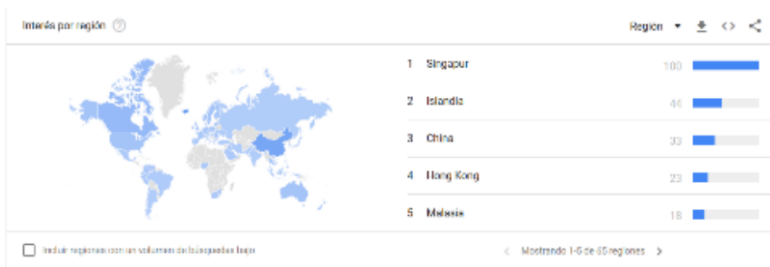 Interés por región
Región
1 Singapur 100
2 Islandia 44
3 China 33
4 Hong Kong 23
5 Malasia 18
Incluir regiones con un volumen de búsquedas bajo
Mostrando 1-5 de 65 regiones